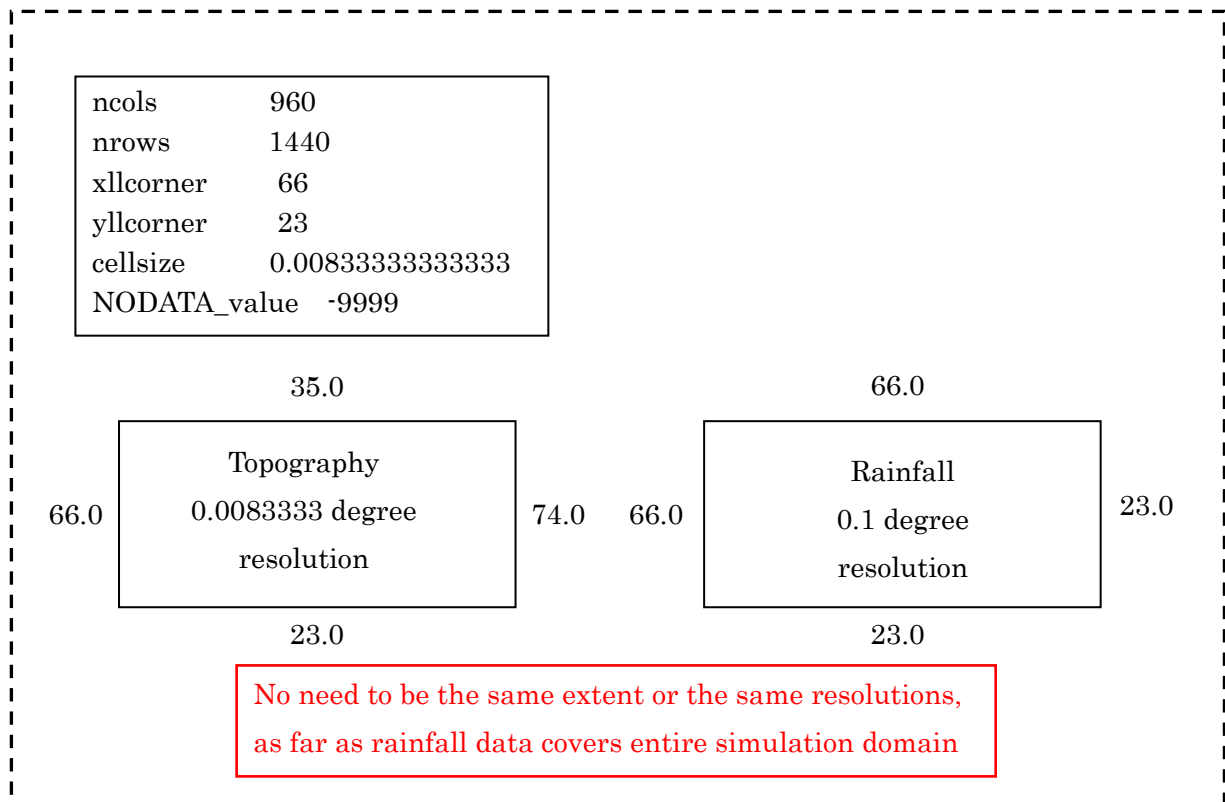 ncols 960
nrows 1440
xllcorner 66
yllcorner 23
cellsize 0.00833333333333
NODATA_value -9999
35.0
66.0
Topography
0.0083333 degree
resolution
74.0
23.0
66.0
66.0
Rainfall
0.1 degree
resolution
23.0
23.0
No need to be the same extent or the same resolutions,
as far as rainfall data covers entire simulation domain